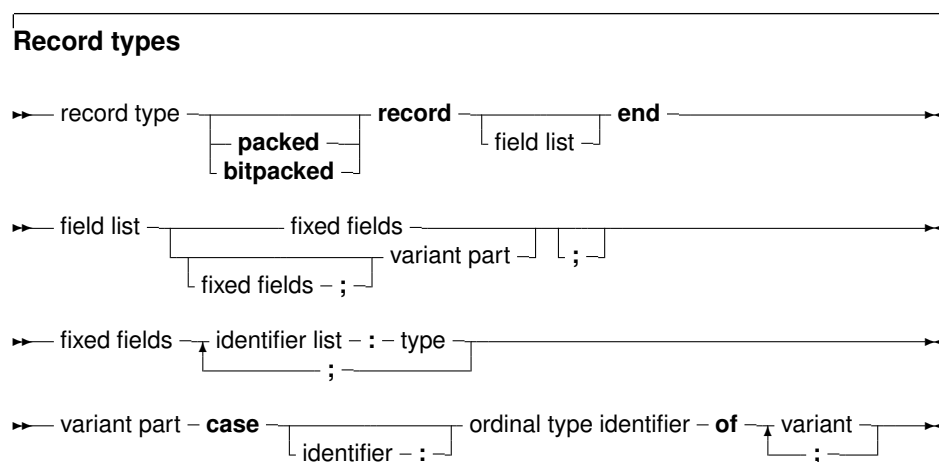 Record types
record type record end
packed field list
bitpacked
field list fixed fields
variant part ;
fixed fields ;
fixed fields identifier list : type
;
variant part case ordinal type identifier of variant
identifier : ;